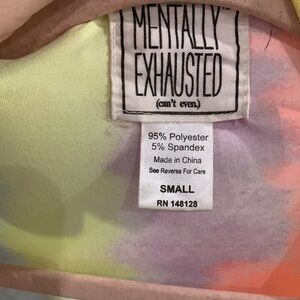 MENTALLY
EXHAUSTED
(can't even.)
95% Polyester
5% Spandex
Made in China
See Reverse For Care
SMALL
RN 148128